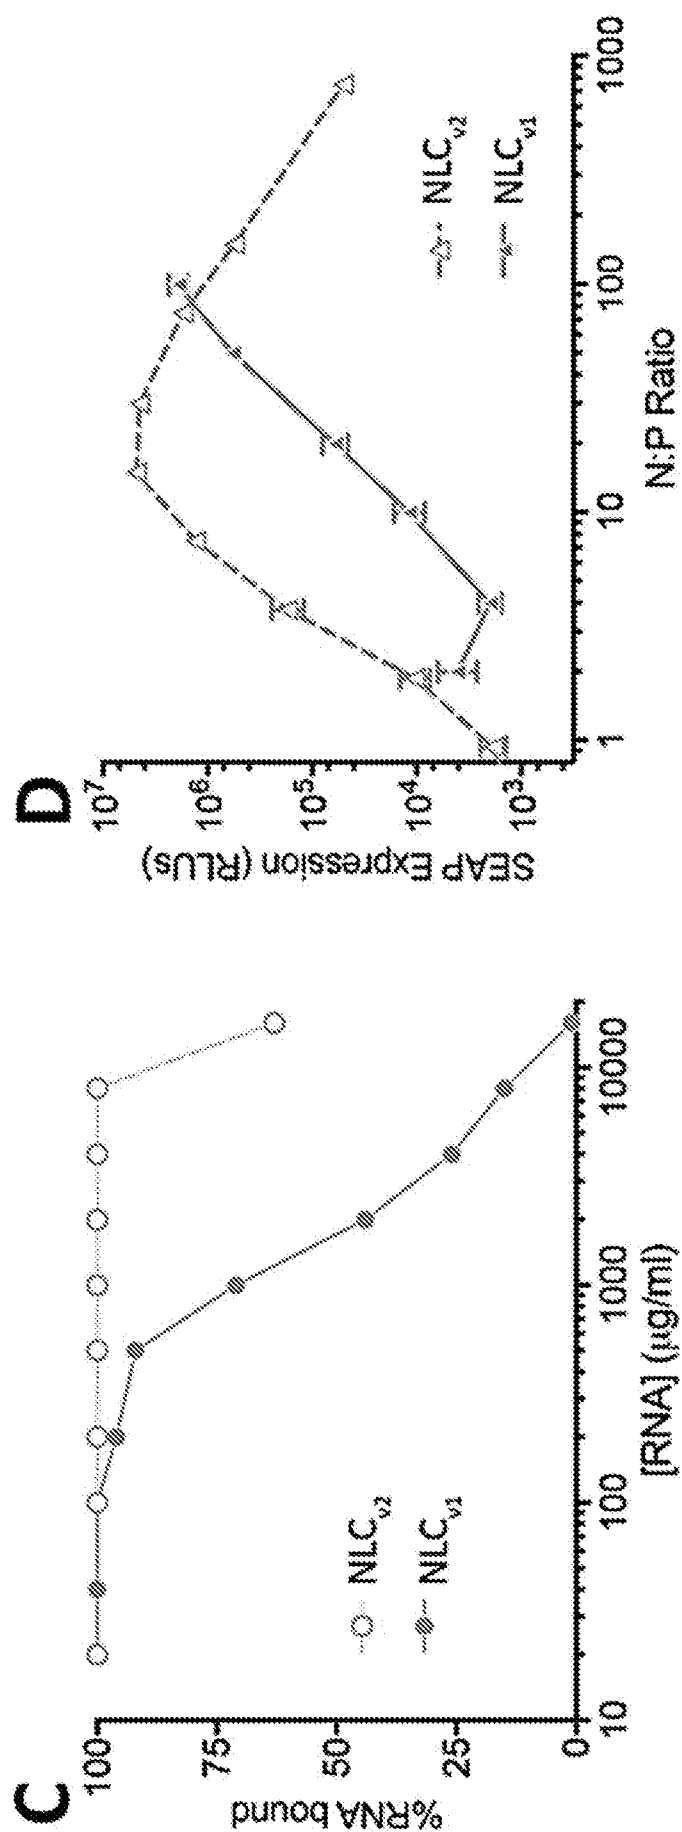 C
%RNA bound
100
75
50
25
0
10
100
1000
10000
[RNA] (µg/ml)
NLCv2
NLCv1
D
SEAP Expression (RLUs)
10⁷
10⁶
10⁵
10⁴
10³
1
10
100
1000
N:P Ratio
NLCv2
NLCv1